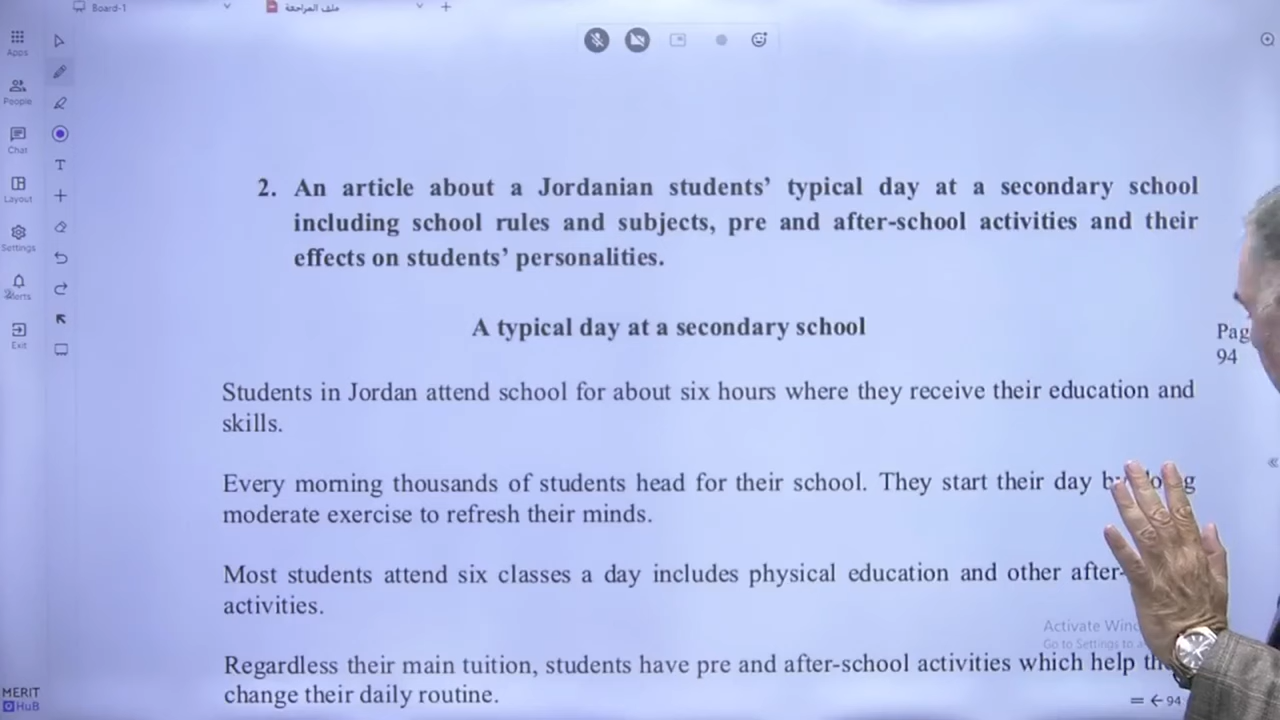 Board-1
ملف المراجعة
Apps
People
Chat
Layout
Settings
Alerts
Exit
2. An article about a Jordanian students' typical day at a secondary school
including school rules and subjects, pre and after-school activities and their
effects on students' personalities.
A typical day at a secondary school
94
Students in Jordan attend school for about six hours where they receive their education and
skills.
Every morning thousands of students head for their school. They start their day
moderate exercise to refresh their minds.
Most students attend six classes a day includes physical education and other after-
activities.
Activate
Go to Settings to
Regardless their main tuition, students have pre and after-school activities which help
change their daily routine.
MERIT
HuB
94